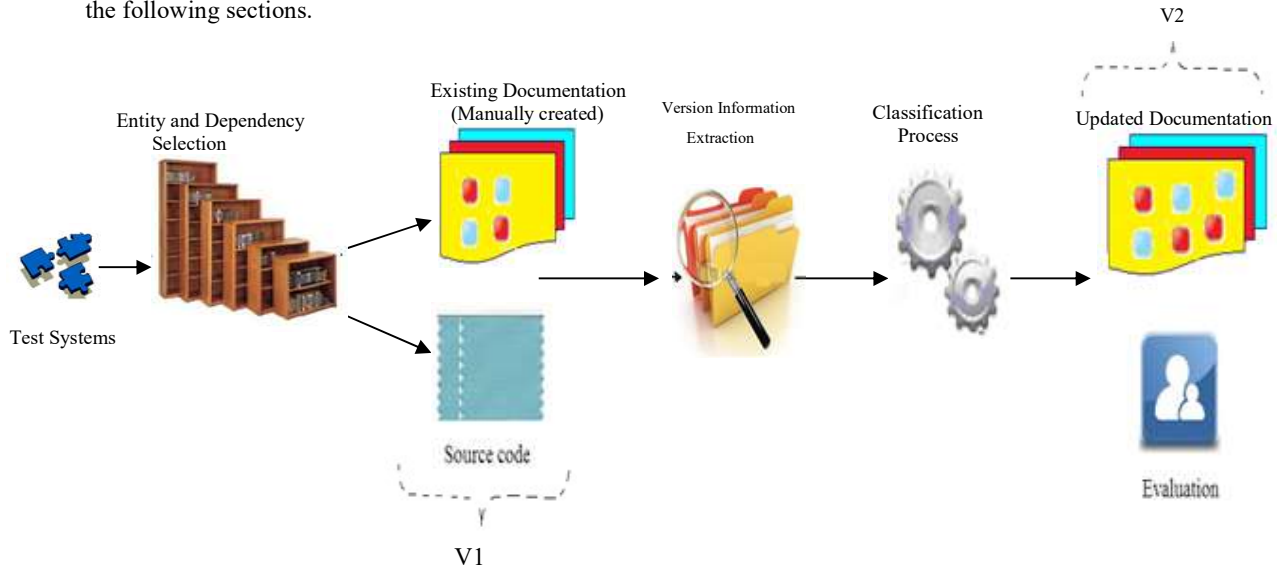 the following sections.
V2
Existing Documentation
(Manually created)
Version Information
Extraction
Classification
Process
Updated Documentation
Entity and Dependency
Selection
Test Systems
Source code
Evaluation
V1